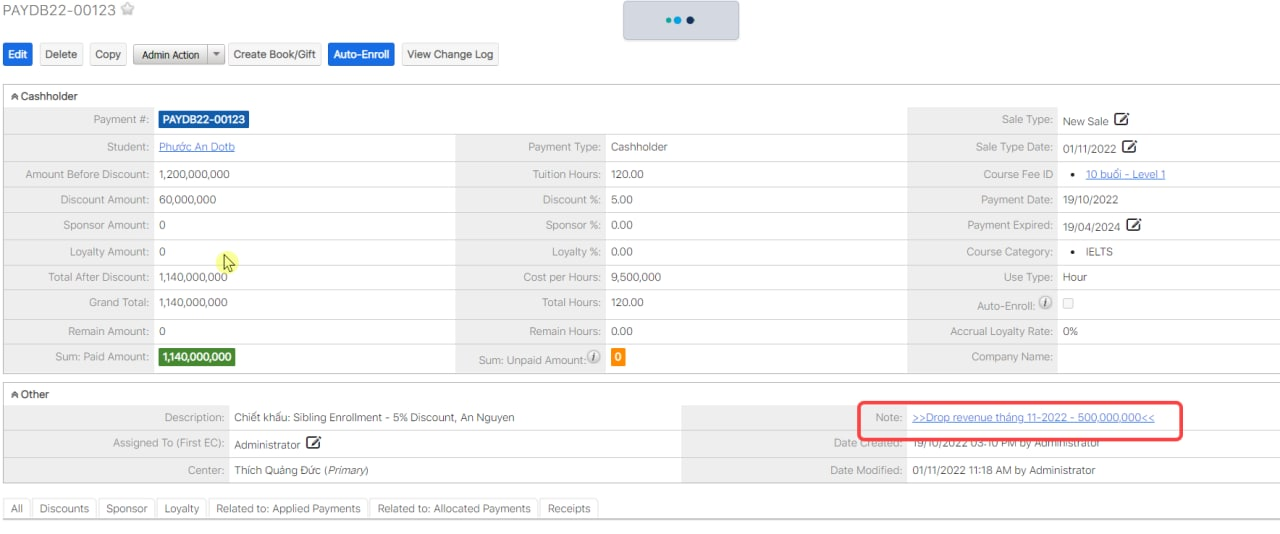 PAYDB22-00123
Edit Delete Copy Admin Action Create Book/Gift Auto-Enroll View Change Log
Cashholder
Payment #: PAYDB22-00123 Sale Type: New Sale
Student: Phước An Dotb Payment Type: Cashholder Sale Type Date: 01/11/2022
Amount Before Discount: 1,200,000,000 Tuition Hours: 120.00 Course Fee ID • 10 buổi - Level 1
Discount Amount: 60,000,000 Discount %: 5.00 Payment Date: 19/10/2022
Sponsor Amount: 0 Sponsor %: 0.00 Payment Expired: 19/04/2024
Loyalty Amount: 0 Loyalty %: 0.00 Course Category: • IELTS
Total After Discount: 1,140,000,000 Cost per Hours: 9,500,000 Use Type: Hour
Grand Total: 1,140,000,000 Total Hours: 120.00 Auto-Enroll:
Remain Amount: 0 Remain Hours: 0.00 Accrual Loyalty Rate: 0%
Sum: Paid Amount: 1,140,000,000 Sum: Unpaid Amount: 0 Company Name:
Other
Description: Chiết khấu: Sibling Enrollment - 5% Discount, An Nguyen Note: >>Drop revenue tháng 11-2022 - 500,000,000<<
Assigned To (First EC): Administrator Date Created: 19/10/2022 03:10 PM by Administrator
Center: Thích Quảng Đức (Primary) Date Modified: 01/11/2022 11:18 AM by Administrator
All Discounts Sponsor Loyalty Related to: Applied Payments Related to: Allocated Payments Receipts